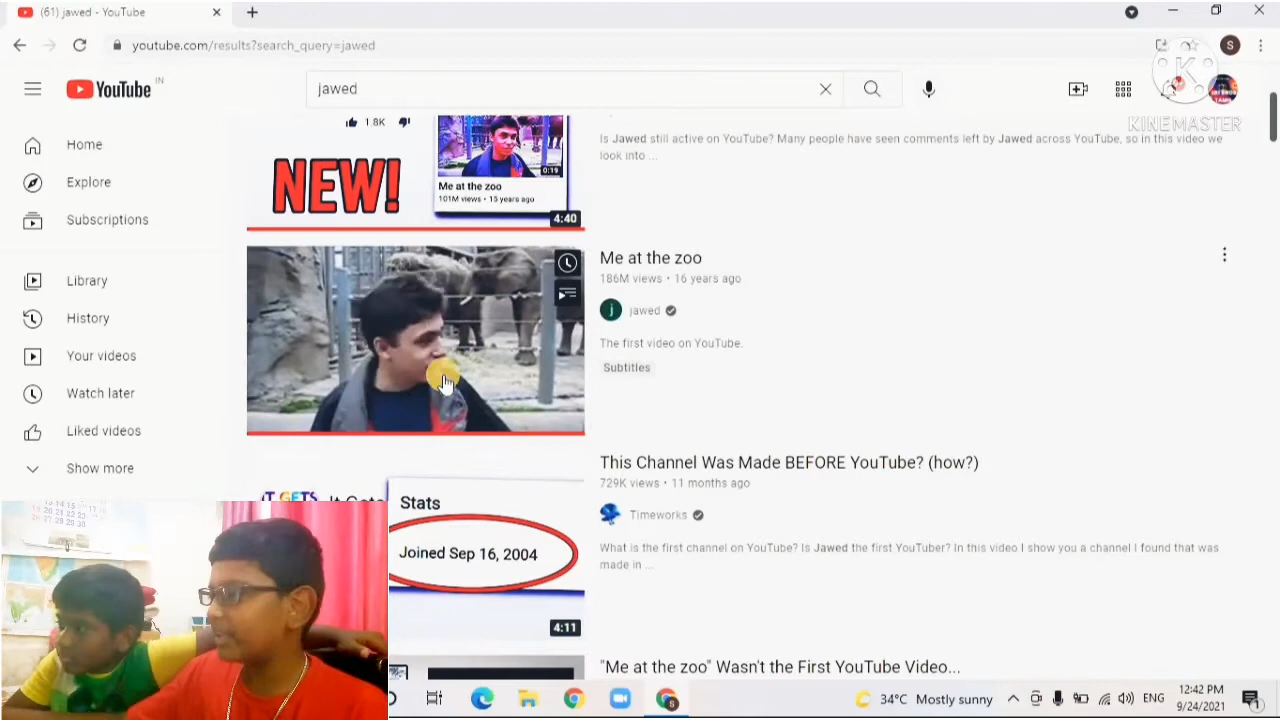 (61) jawed - YouTube
youtube.com/results?search_query=jawed
S
YouTube IN
jawed
KINEMASTER
Home
Explore
Subscriptions
Library
History
Your videos
Watch later
Liked videos
Show more
1.8K
NEW!
0:19
Me at the zoo
101M views • 15 years ago
4:40
Is Jawed still active on YouTube? Many people have seen comments left by Jawed across YouTube, so in this video we
look into ...
Me at the zoo
186M views • 16 years ago
j jawed
The first video on YouTube.
Subtitles
Stats
Joined Sep 16, 2004
4:11
This Channel Was Made BEFORE YouTube? (how?)
729K views • 11 months ago
Timeworks
What is the first channel on YouTube? Is Jawed the first YouTuber? In this video I show you a channel I found that was
made in ...
"Me at the zoo" Wasn't the First YouTube Video...
34°C Mostly sunny
ENG
12:42 PM
9/24/2021